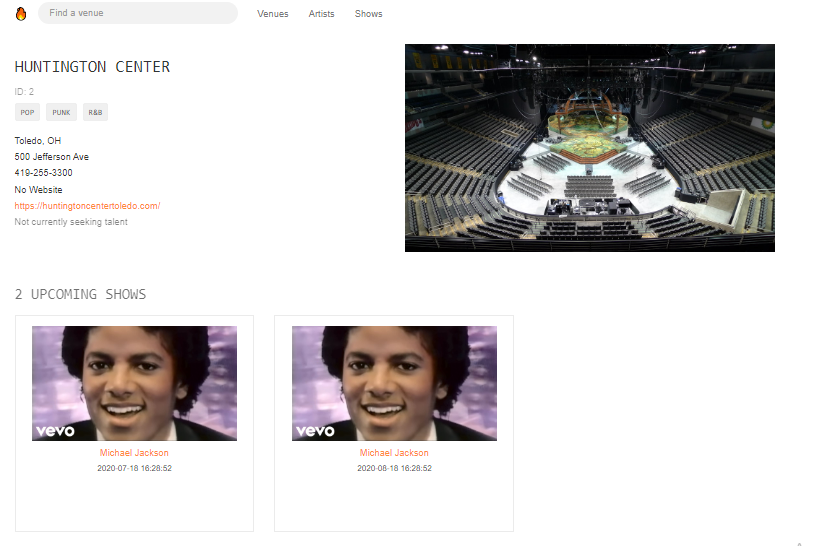 Find a venue
Venues
Artists
Shows
HUNTINGTON CENTER
ID: 2
POP PUNK R&B
Toledo, OH
500 Jefferson Ave
419-255-3300
No Website
https://huntingtoncentertoledo.com/
Not currently seeking talent
2 UPCOMING SHOWS
vevo
Michael Jackson
2020-07-18 16:28:52
vevo
Michael Jackson
2020-08-18 16:28:52